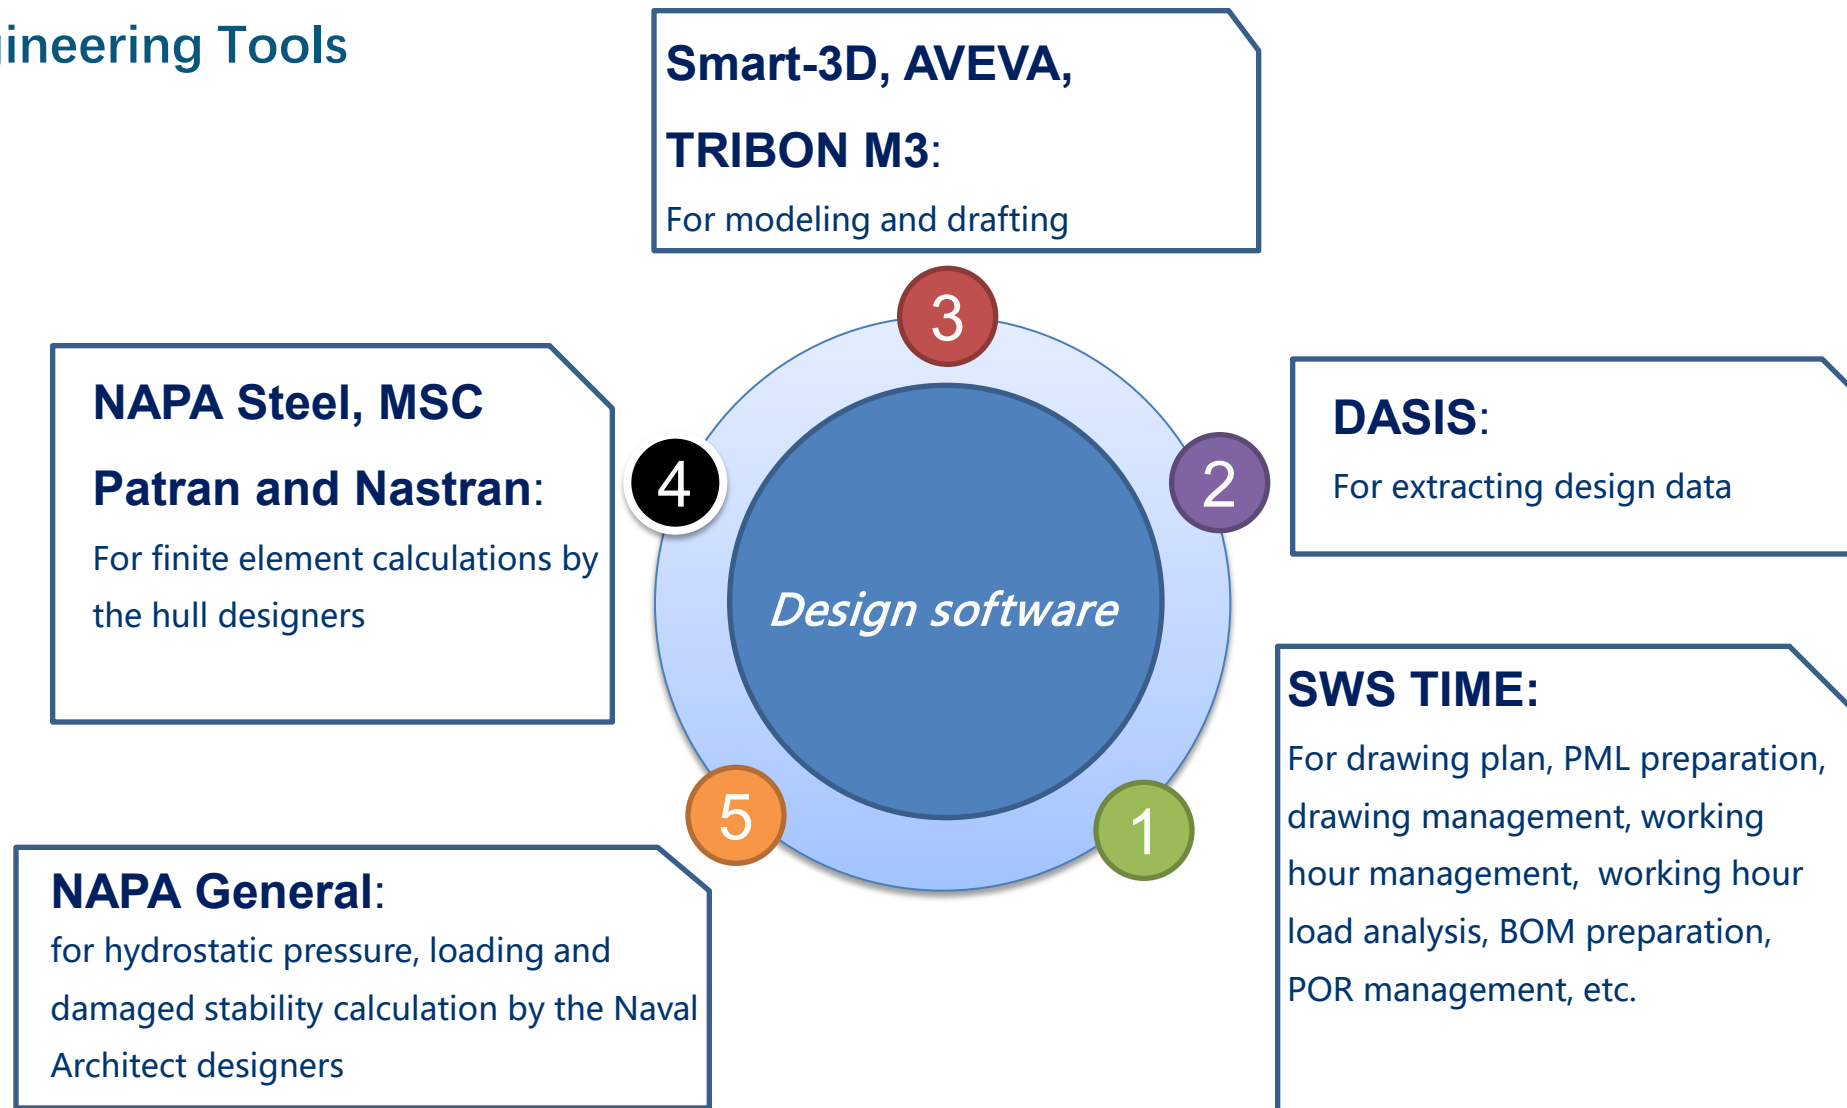 gineering Tools
Smart-3D, AVEVA,
TRIBON M3:
For modeling and drafting
3
NAPA Steel, MSC
Patran and Nastran:
For finite element calculations by
the hull designers
4
2
DASIS:
For extracting design data
Design software
SWS TIME:
For drawing plan, PML preparation,
drawing management, working
hour management,  working hour
load analysis, BOM preparation,
POR management, etc.
5
1
NAPA General:
for hydrostatic pressure, loading and
damaged stability calculation by the Naval
Architect designers